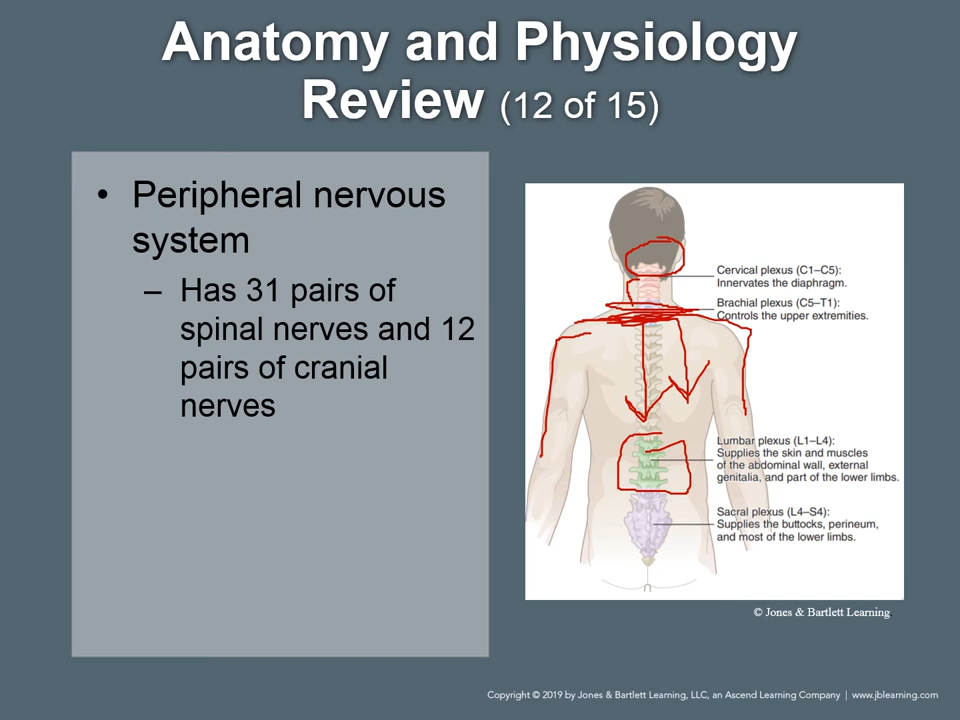 Anatomy and Physiology
Review (12 of 15)
• Peripheral nervous
system
– Has 31 pairs of
spinal nerves and 12
pairs of cranial
nerves
Cervical plexus (C1–C5):
Innervates the diaphragm.
Brachial plexus (C5–T1):
Controls the upper extremities.
Lumbar plexus (L1–L4):
Supplies the skin and muscles
of the abdominal wall, external
genitalia, and part of the lower limbs.
Sacral plexus (L4–S4):
Supplies the buttocks, perineum,
and most of the lower limbs.
© Jones & Bartlett Learning.
Copyright © 2019 by Jones & Bartlett Learning, LLC, an Ascend Learning Company | www.jblearning.com